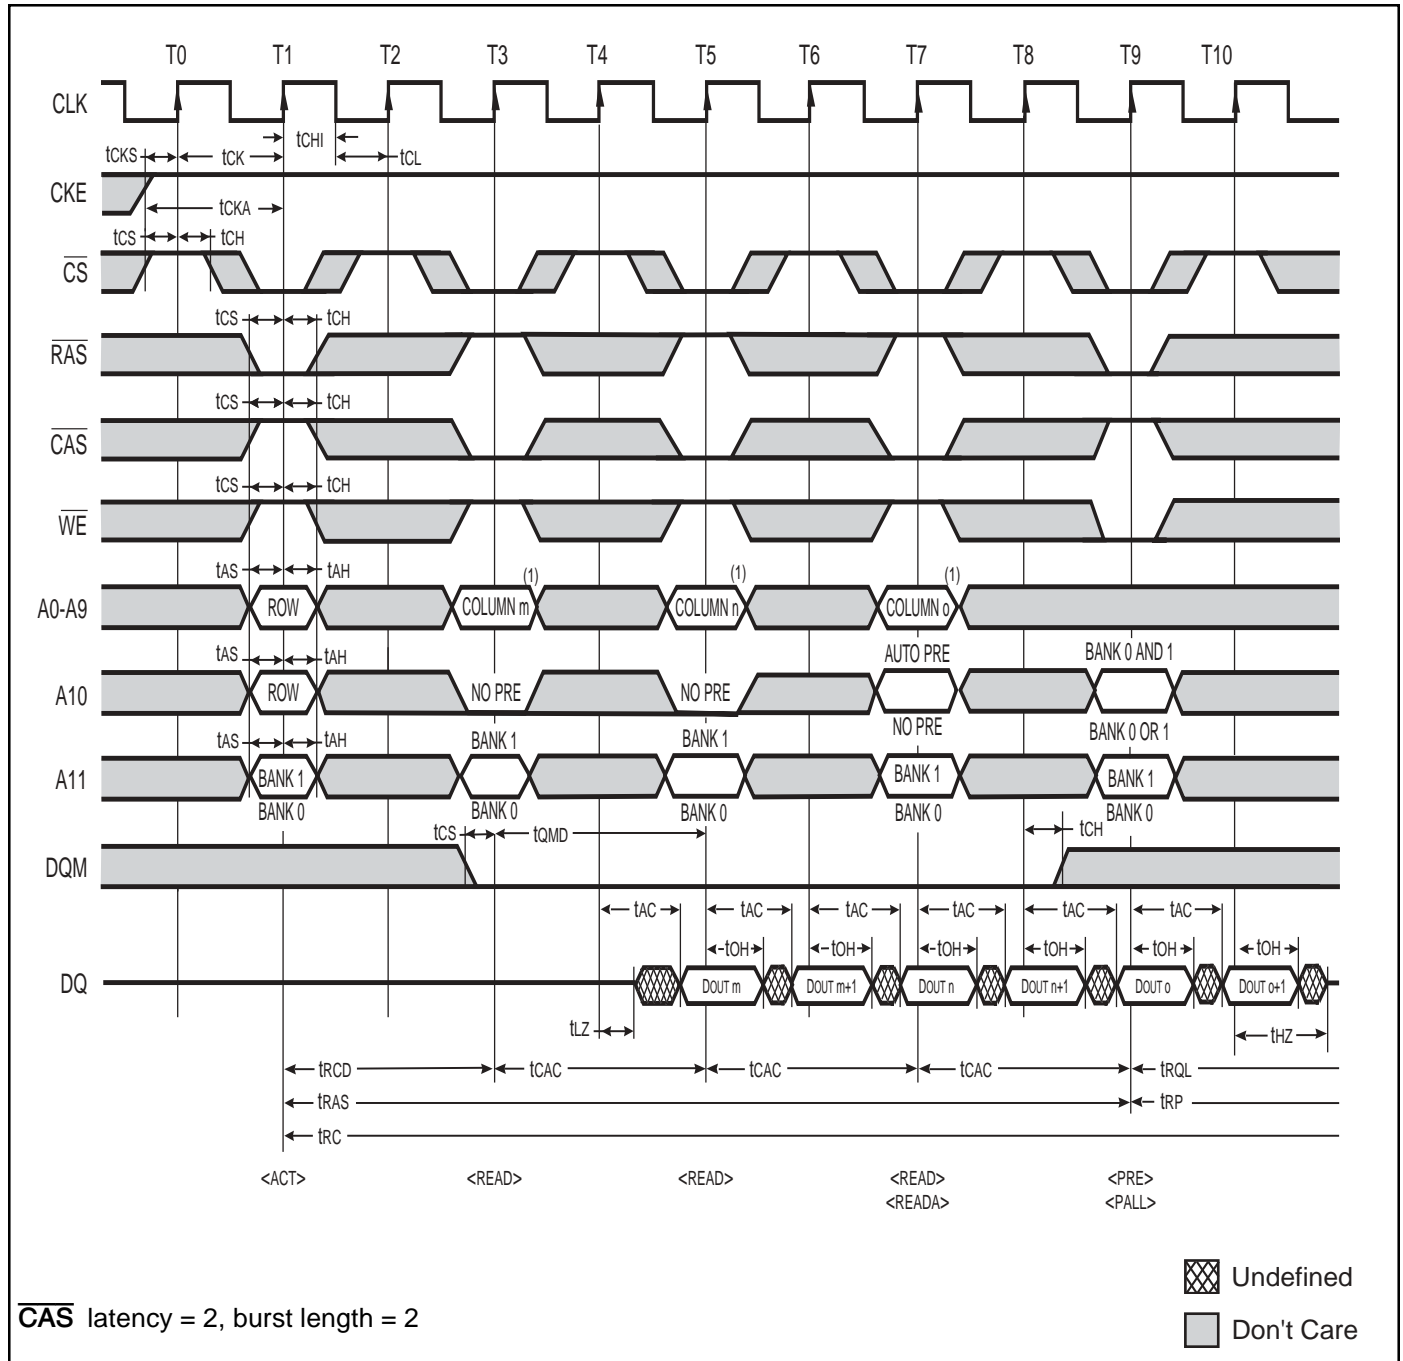 T0 T1 T2 T3 T4 T5 T6 T7 T8 T9 T10
CLK
tCHI
tCKS tCK tCL
CKE
tCKA
tCS tCH
CS
tCS tCH
RAS
tCS tCH
CAS
tCS tCH
WE
tAS tAH (1) (1) (1)
A0-A9 ROW COLUMN m COLUMN n COLUMN o
tAS tAH AUTO PRE BANK 0 AND 1
A10 ROW NO PRE NO PRE
NO PRE BANK 0 OR 1
tAS tAH BANK 1 BANK 1
A11 BANK 1 BANK 1 BANK 1
BANK 0 BANK 0 BANK 0 BANK 0 BANK 0
tCS tQMD tCH
DQM
tAC tAC tAC tAC tAC tAC
tOH tOH tOH tOH tOH tOH
DQ DOUT m DOUT m+1 DOUT n DOUT n+1 DOUT o DOUT o+1
tLZ tHZ
tRCD tCAC tCAC tCAC tRQL
tRAS tRP
tRC
<ACT> <READ> <READ> <READ> <PRE>
<READA> <PALL>
Undefined
CAS latency = 2, burst length = 2
Don't Care